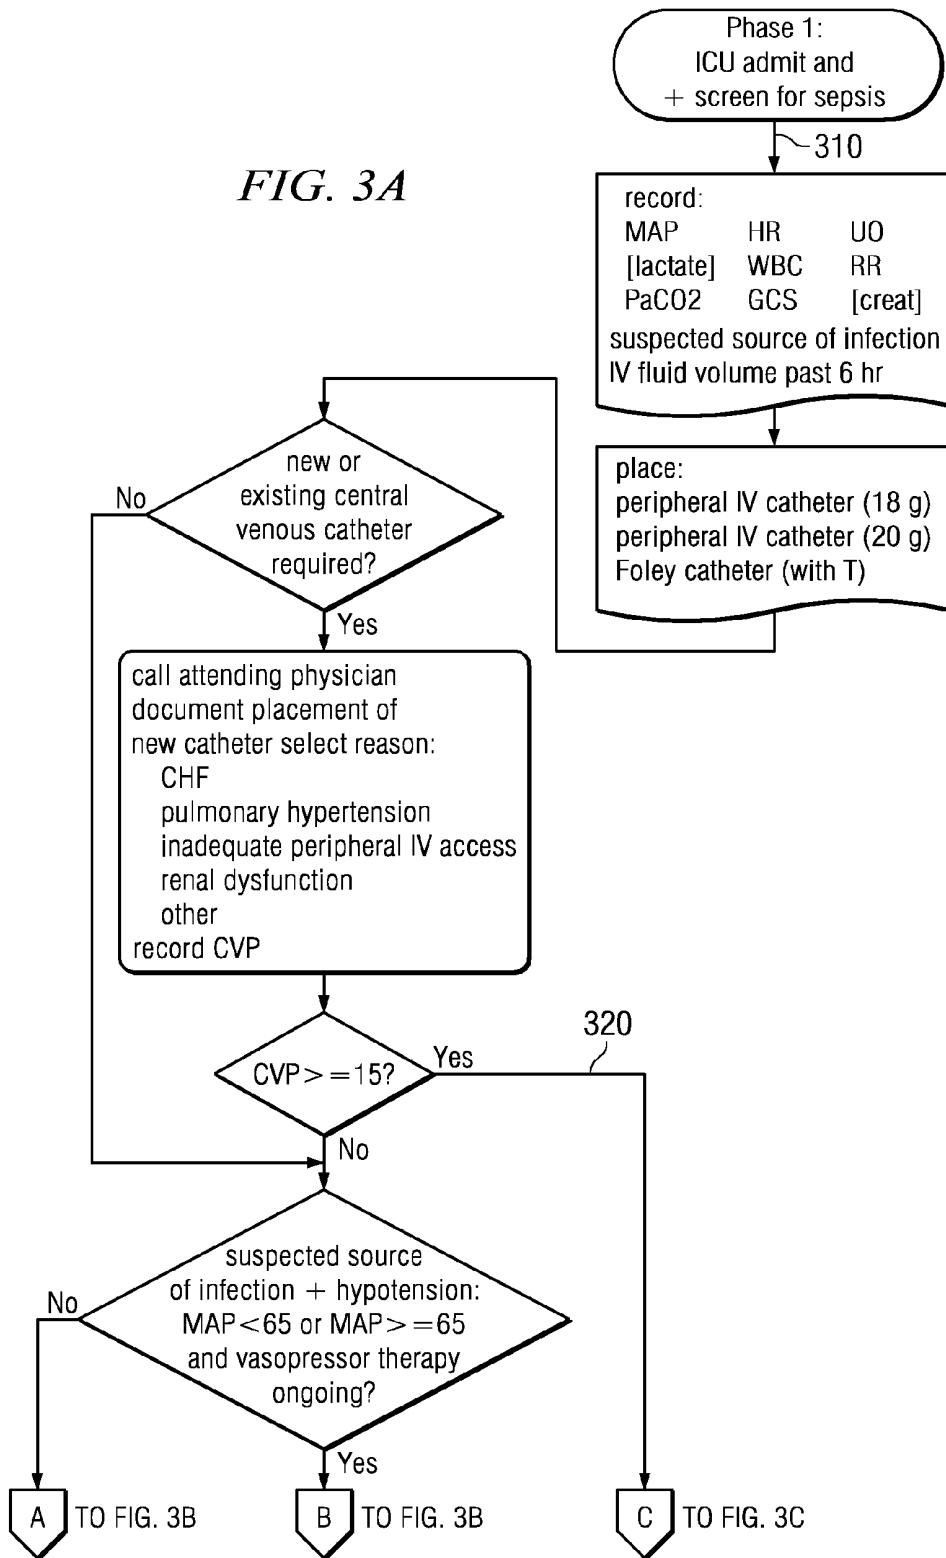 Phase 1:
ICU admit and
+ screen for sepsis
310
FIG. 3A
record:
MAP HR UO
[lactate] WBC RR
PaCO2 GCS [creat]
suspected source of infection
IV fluid volume past 6 hr
place:
peripheral IV catheter (18 g)
peripheral IV catheter (20 g)
Foley catheter (with T)
new or
existing central
venous catheter
required?
No
Yes
call attending physician
document placement of
new catheter select reason:
CHF
pulmonary hypertension
inadequate peripheral IV access
renal dysfunction
other
record CVP
CVP>=15?
Yes
320
No
suspected source
of infection + hypotension:
MAP<65 or MAP>=65
and vasopressor therapy
ongoing?
No
Yes
A TO FIG. 3B
B TO FIG. 3B
C TO FIG. 3C